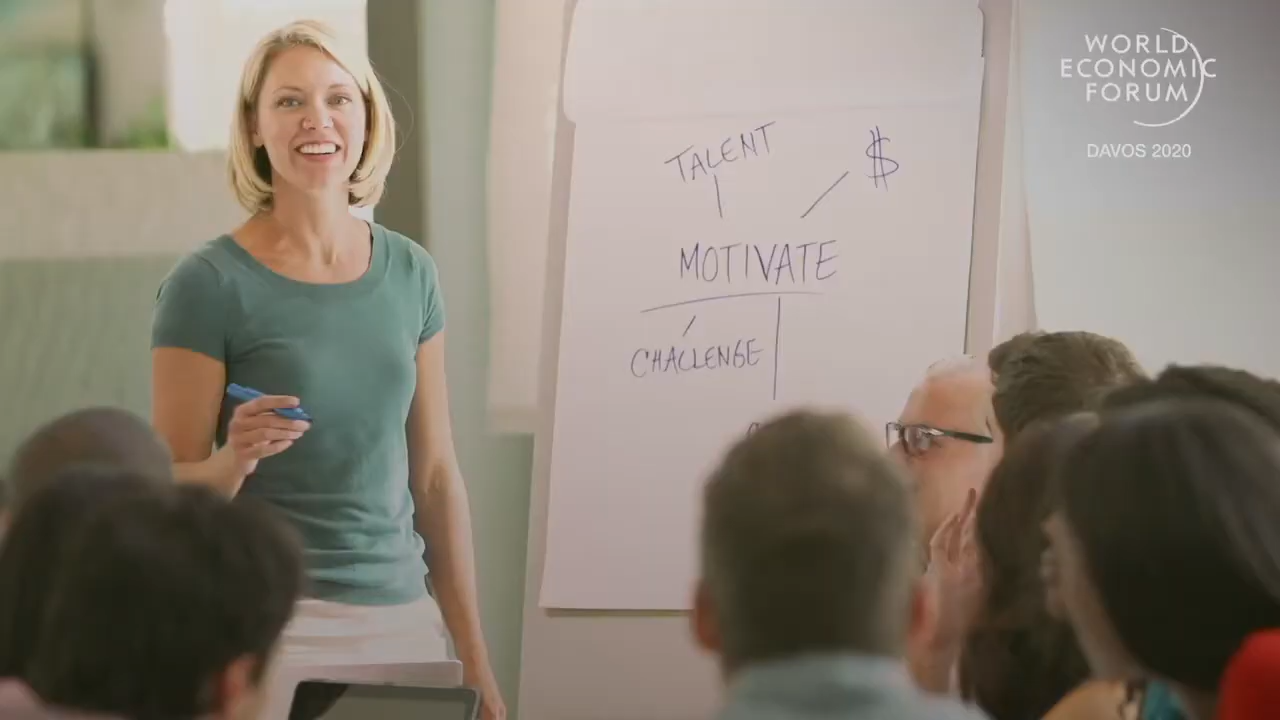 WORLD
ECONOMIC
FORUM
DAVOS 2020
TALENT
$
MOTIVATE
CHALLENGE